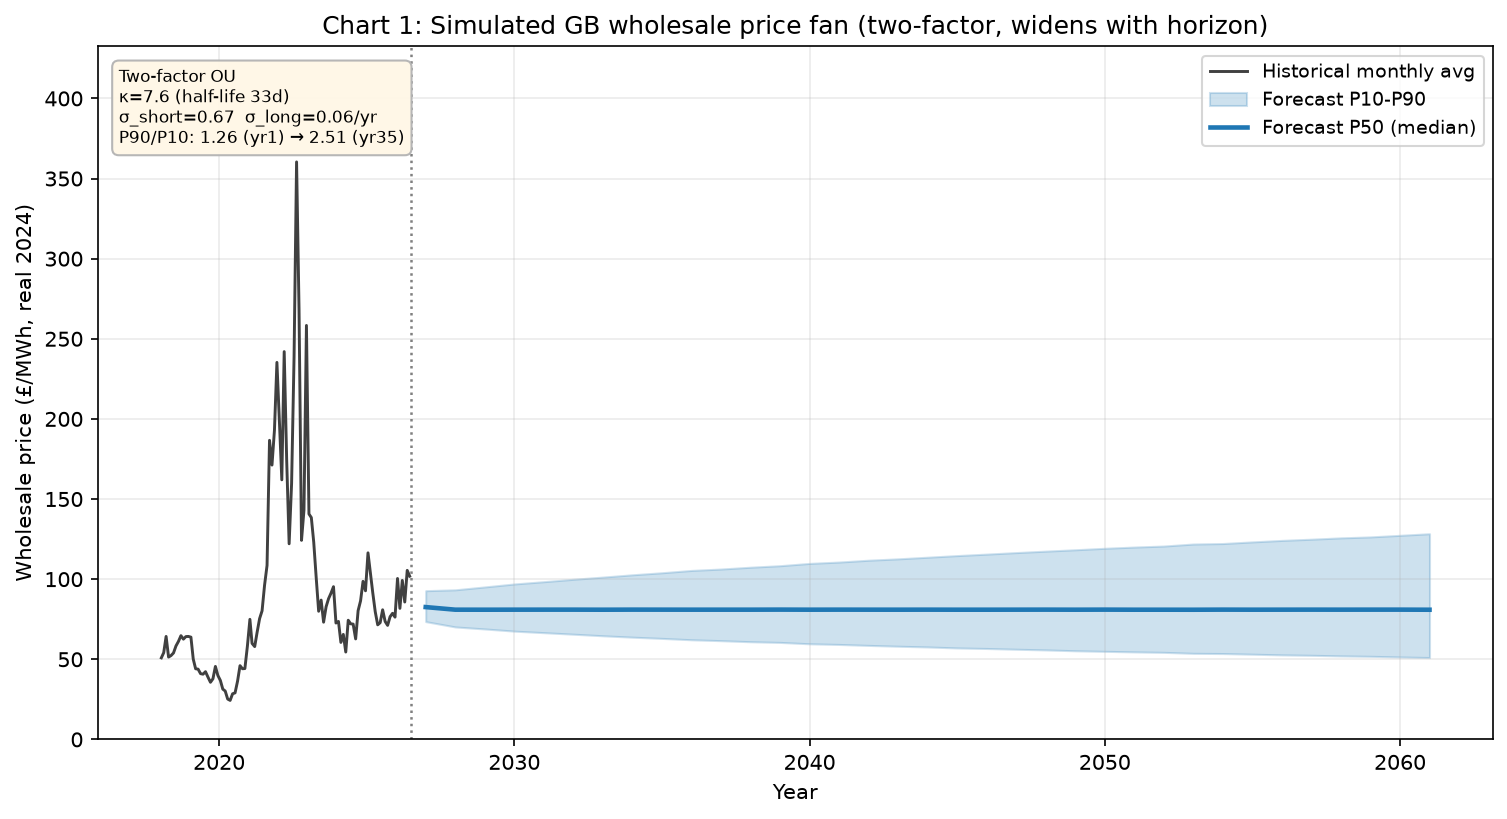 Chart 1: Simulated GB wholesale price fan (two-factor, widens with horizon)
Two-factor OU
κ=7.6 (half-life 33d)
σ_short=0.67  σ_long=0.06/yr
P90/P10: 1.26 (yr1) → 2.51 (yr35)
Historical monthly avg
Forecast P10-P90
Forecast P50 (median)
Wholesale price (£/MWh, real 2024)
400
350
300
250
200
150
100
50
0
2020
2030
2040
2050
2060
Year